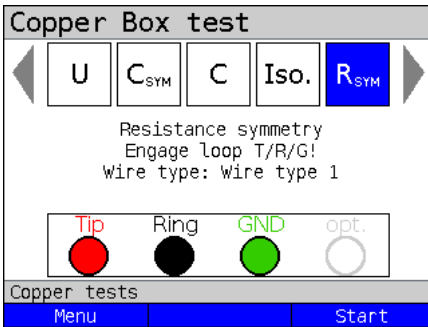 Copper Box test
U CSYM C Iso. RSYM
Resistance symmetry
Engage loop T/R/G!
Wire type: Wire type 1
Tip Ring GND opt.
Copper tests
Menu Start